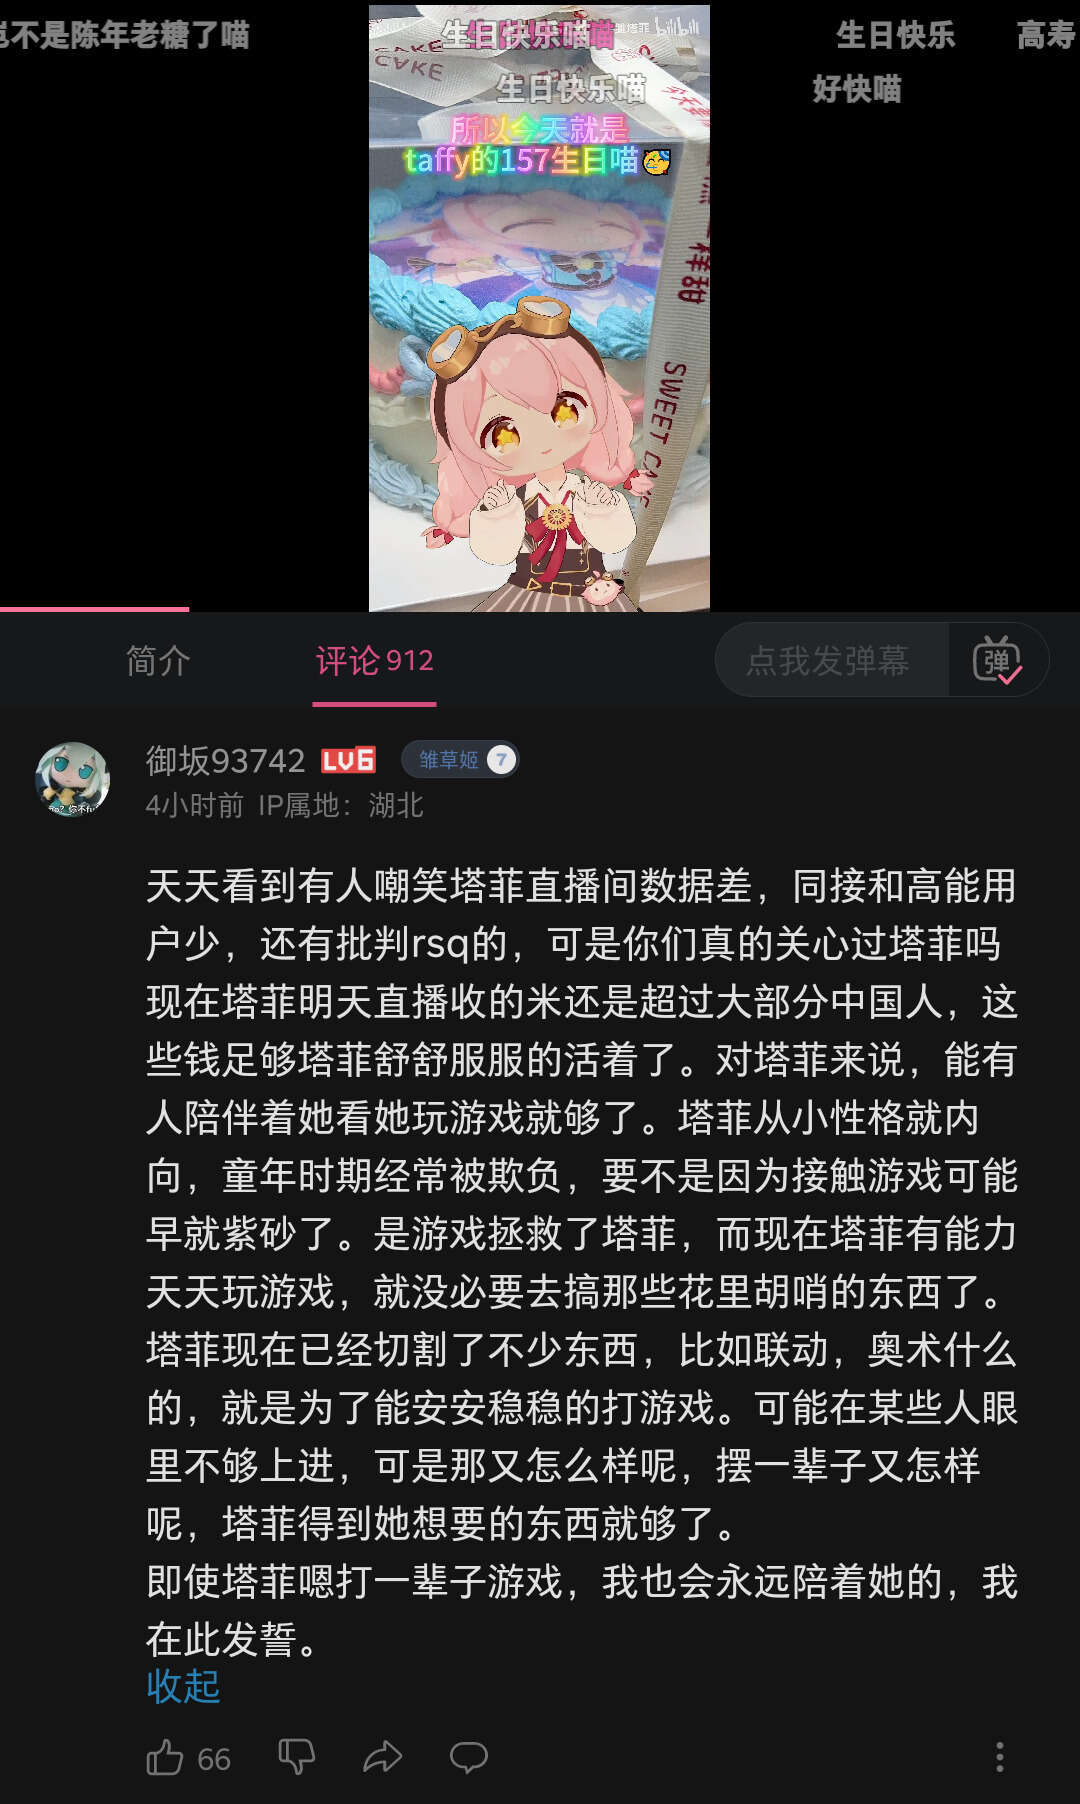 不是陈年老糖了喵
生日快乐喵喵
生日快乐
高寿
bilibili
CAKE
CAKE
生日快乐喵
好快喵
所以今天就是
taffy的157生日喵
样甜
SWEET CAKE
简介
评论 912
点我发弹幕
弹
御坂93742 LV6 雏草姬 7
4小时前 IP属地：湖北
天天看到有人嘲笑塔菲直播间数据差，同接和高能用
户少，还有批判rsq的，可是你们真的关心过塔菲吗
现在塔菲明天直播收的米还是超过大部分中国人，这
些钱足够塔菲舒舒服服的活着了。对塔菲来说，能有
人陪伴着她看她玩游戏就够了。塔菲从小性格就内
向，童年时期经常被欺负，要不是因为接触游戏可能
早就紫砂了。是游戏拯救了塔菲，而现在塔菲有能力
天天玩游戏，就没必要去搞那些花里胡哨的东西了。
塔菲现在已经切割了不少东西，比如联动，奥术什么
的，就是为了能安安稳稳的打游戏。可能在某些人眼
里不够上进，可是那又怎么样呢，摆一辈子又怎样
呢，塔菲得到她想要的东西就够了。
即使塔菲嗯打一辈子游戏，我也会永远陪着她的，我
在此发誓。
收起
66